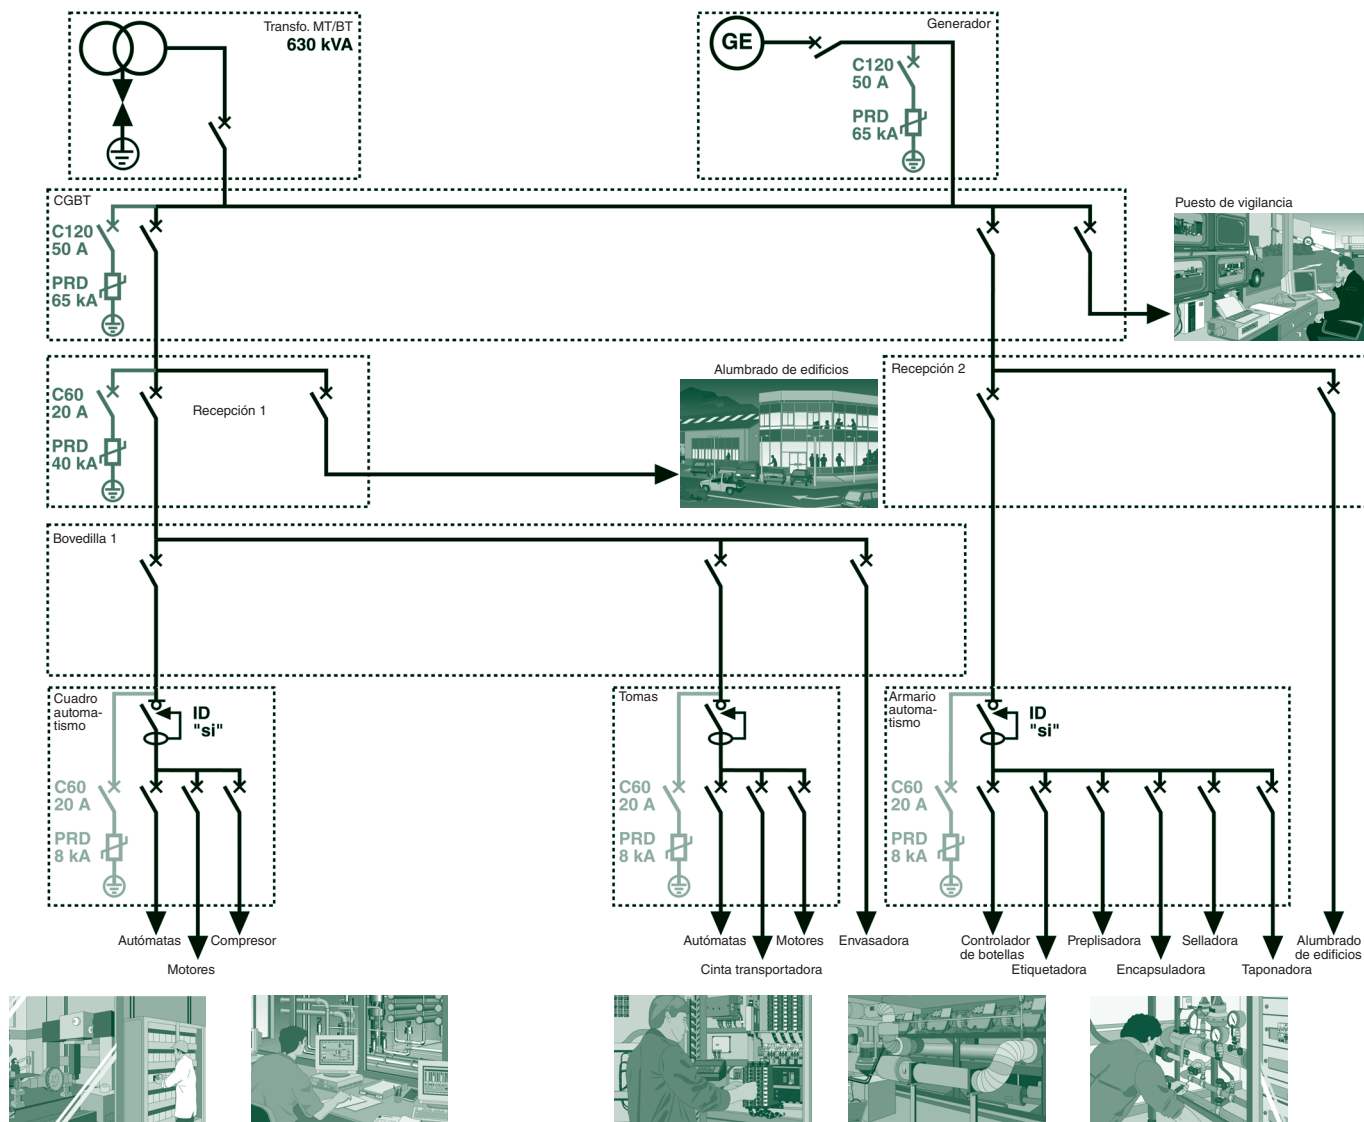 Transfo. MT/BT
630 kVA
Generador
GE
C120
50 A
PRD
65 kA
CGBT
C120
50 A
PRD
65 kA
Puesto de vigilancia
C60
20 A
PRD
40 kA
Recepción 1
Alumbrado de edificios
Recepción 2
Bovedilla 1
Cuadro
automa-
tismo
ID
"si"
C60
20 A
PRD
8 kA
Tomas
C60
20 A
PRD
8 kA
Armario
automa-
tismo
ID
"si"
C60
20 A
PRD
8 kA
Autómatas
Compresor
Motores
Autómatas
Motores
Cinta transportadora
Envasadora
Controlador
de botellas
Etiquetadora
Preplisadora
Encapsuladora
Selladora
Taponadora
Alumbrado
de edificios